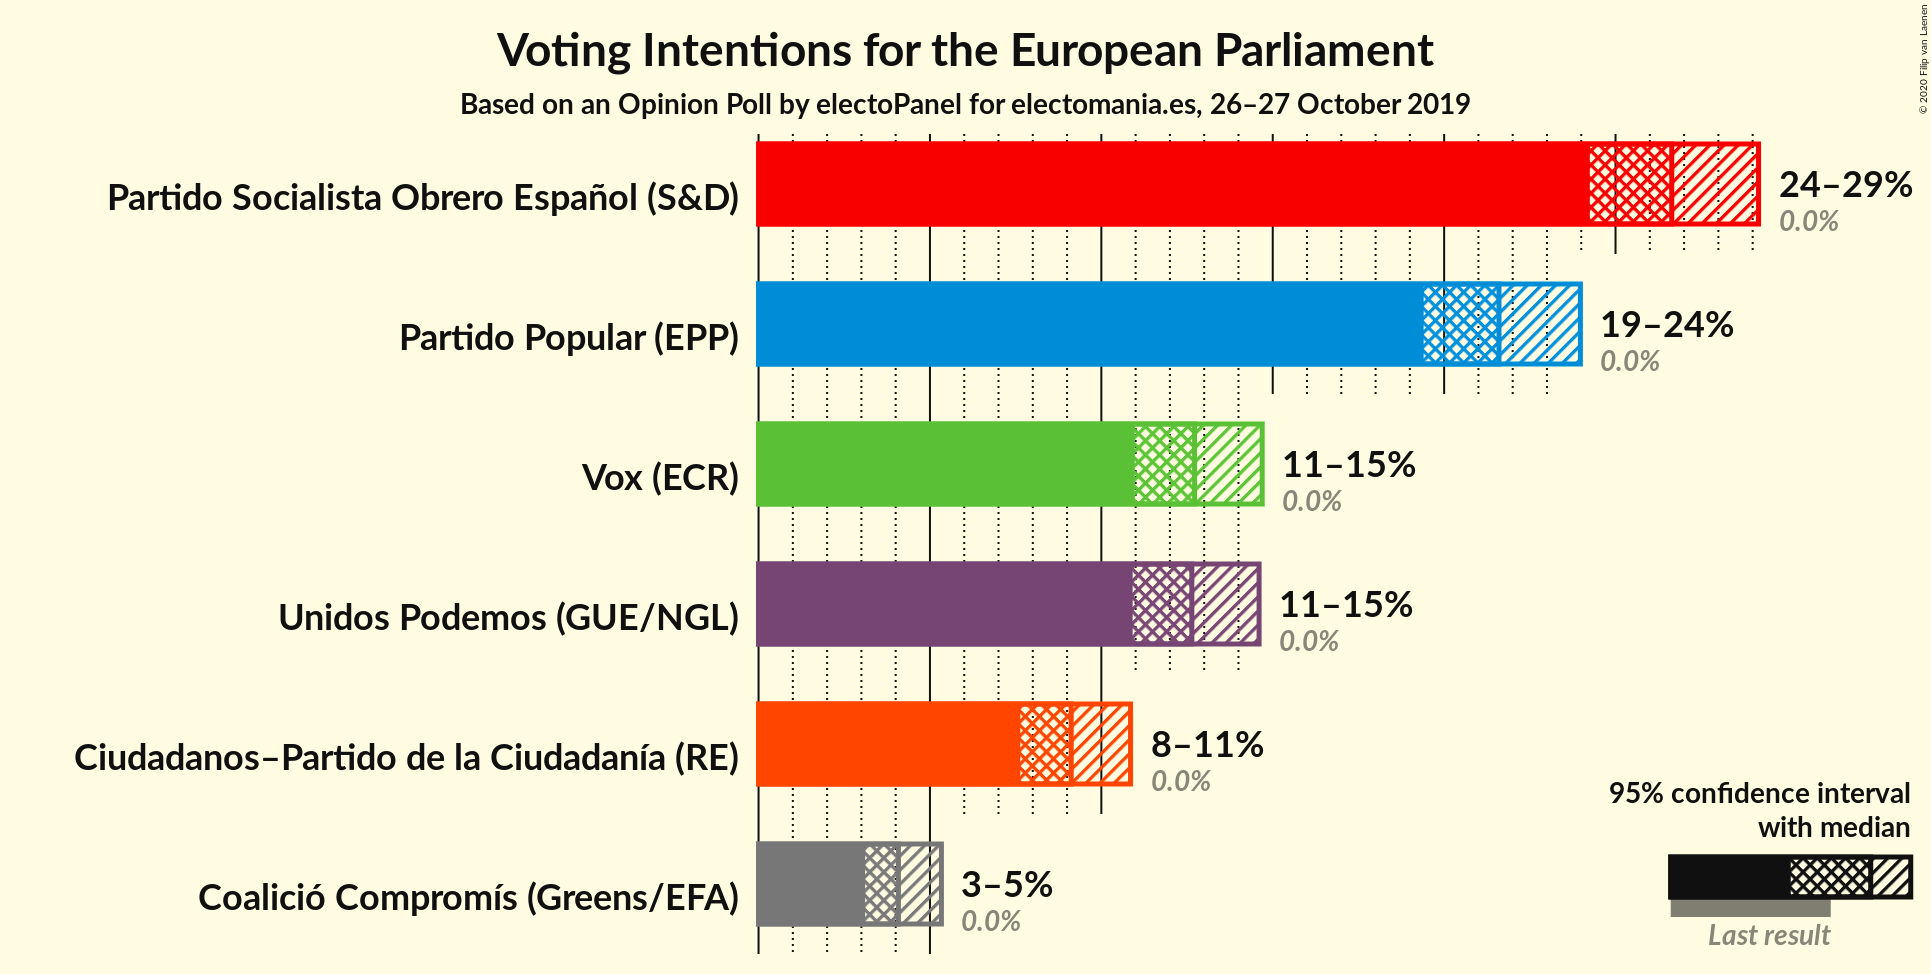 Voting Intentions for the European Parliament
Based on an Opinion Poll by electoPanel for electomania.es, 26–27 October 2019
© 2020 Filip van Laenen
Partido Socialista Obrero Español (S&D)
24–29%
0.0%
Partido Popular (EPP)
19–24%
0.0%
Vox (ECR)
11–15%
0.0%
Unidos Podemos (GUE/NGL)
11–15%
0.0%
Ciudadanos–Partido de la Ciudadanía (RE)
8–11%
0.0%
Coalició Compromís (Greens/EFA)
3–5%
0.0%
95% confidence interval
with median
Last result